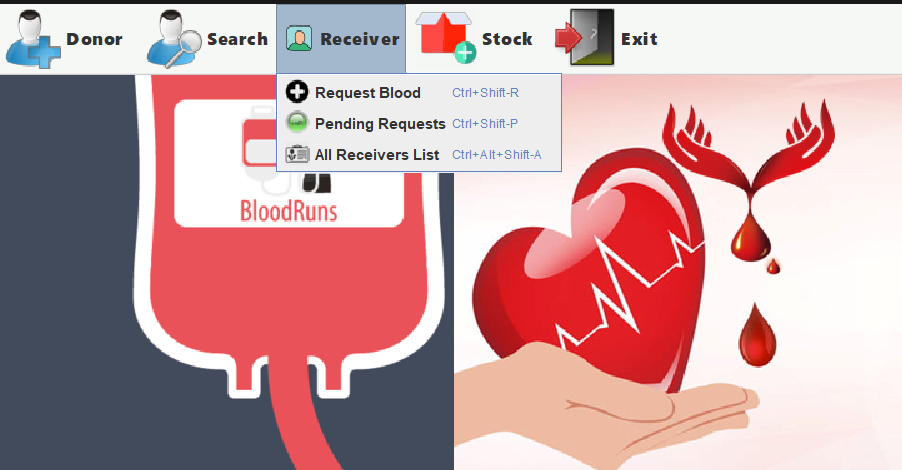 Donor Search Receiver Stock Exit
Request Blood Ctrl+Shift-R
Pending Requests Ctrl+Shift-P
All Receivers List Ctrl+Alt+Shift-A
BloodRuns